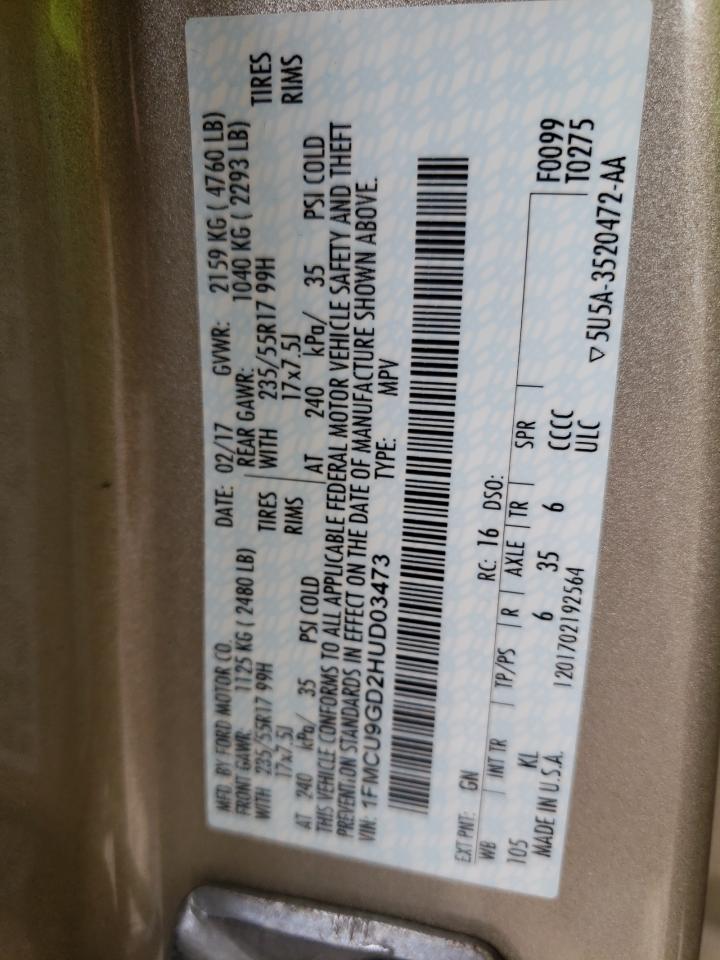 MFD. BY FORD MOTOR CO. DATE: 02/17 GVWR: 2159 KG ( 4760 LB)
FRONT GAWR: 1125 KG ( 2480 LB) REAR GAWR: 1040 KG ( 2293 LB)
WITH 235/55R17 99H TIRES WITH 235/55R17 99H TIRES
17x7.5J RIMS 17x7.5J RIMS
AT 240 kPa/ 35 PSI COLD AT 240 kPa/ 35 PSI COLD
THIS VEHICLE CONFORMS TO ALL APPLICABLE FEDERAL MOTOR VEHICLE SAFETY AND THEFT
PREVENTION STANDARDS IN EFFECT ON THE DATE OF MANUFACTURE SHOWN ABOVE.
VIN: 1FMCU9GD2HUD03473 TYPE: MPV
EXT PNT: GN RC: 16 DSO: F0099
T0275
WB INT TR TP/PS R AXLE TR SPR
105 KL 6 35 6 CCCC
MADE IN U.S.A. 1201702192564 ULC
▽ 5U5A-3520472-AA